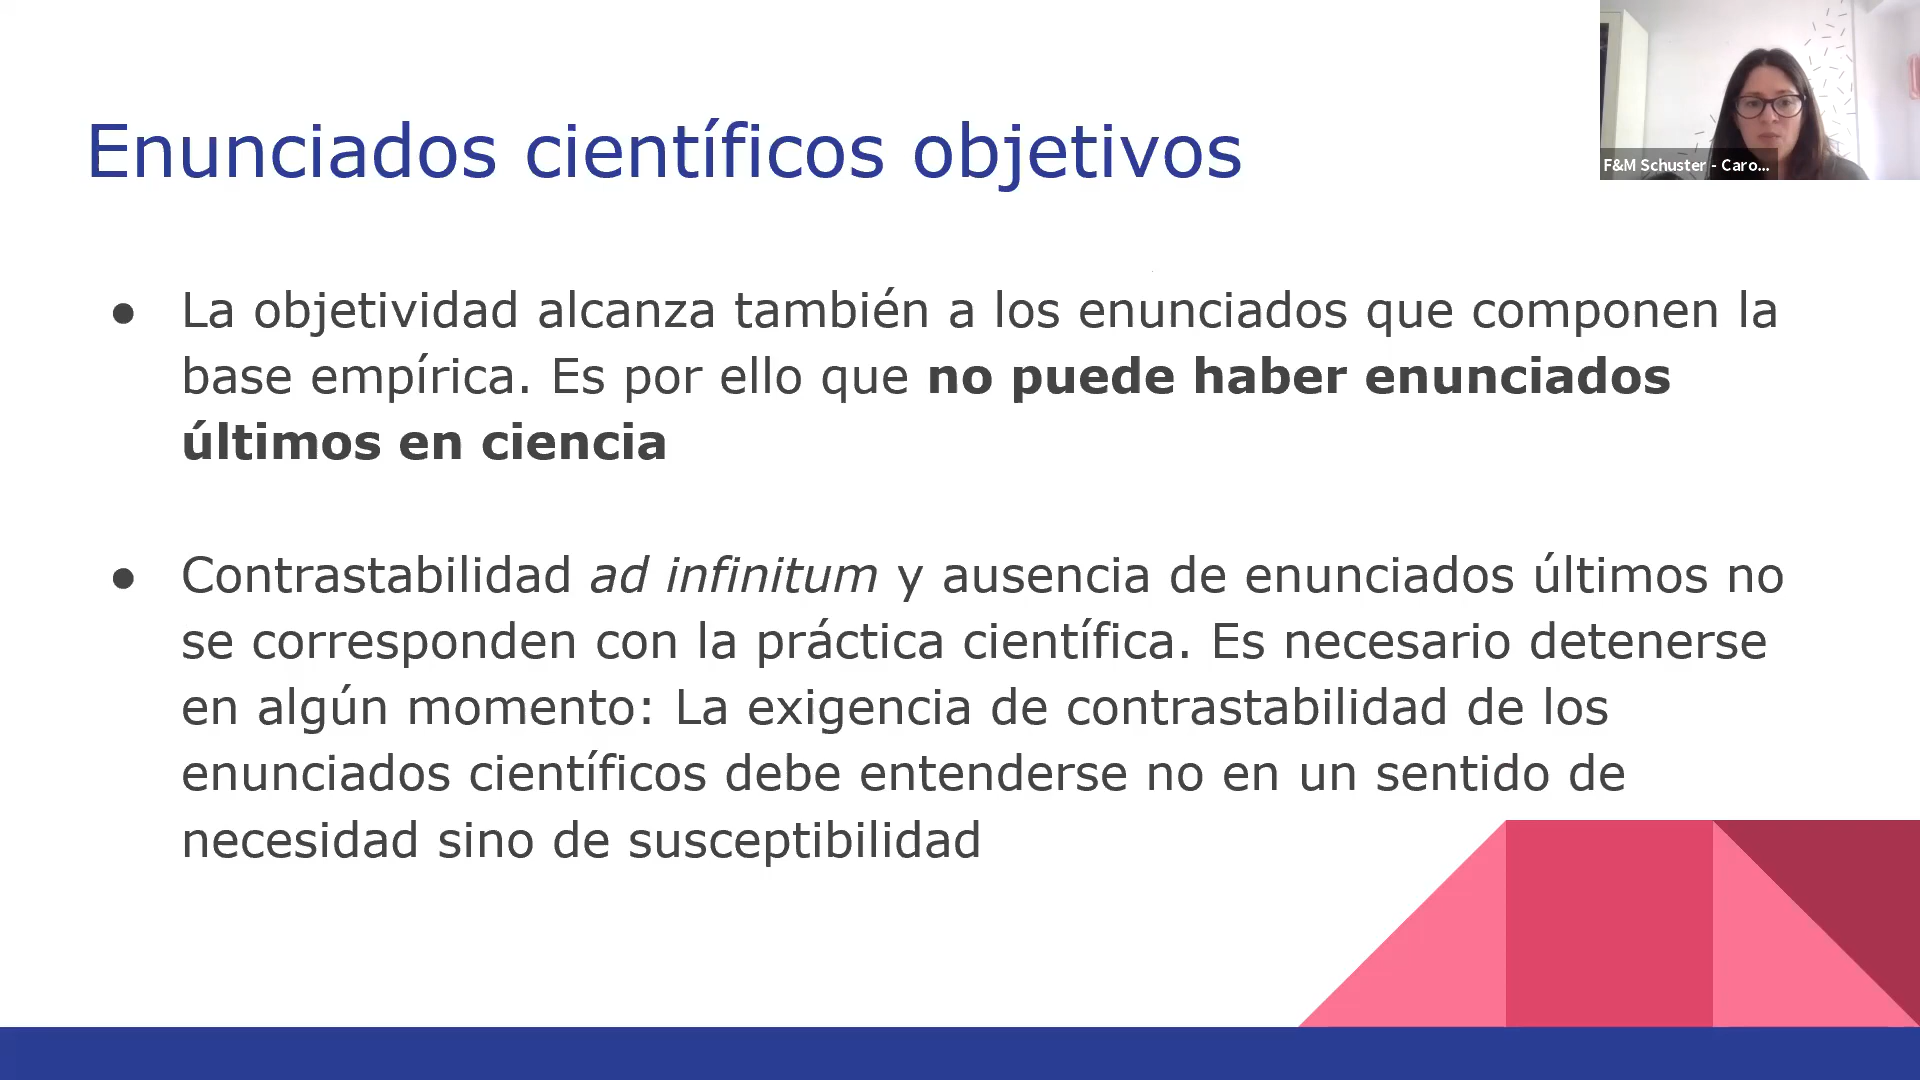 Enunciados científicos objetivos
F&M Schuster - Caro...
● La objetividad alcanza también a los enunciados que componen la
base empírica. Es por ello que no puede haber enunciados
últimos en ciencia
● Contrastabilidad ad infinitum y ausencia de enunciados últimos no
se corresponden con la práctica científica. Es necesario detenerse
en algún momento: La exigencia de contrastabilidad de los
enunciados científicos debe entenderse no en un sentido de
necesidad sino de susceptibilidad